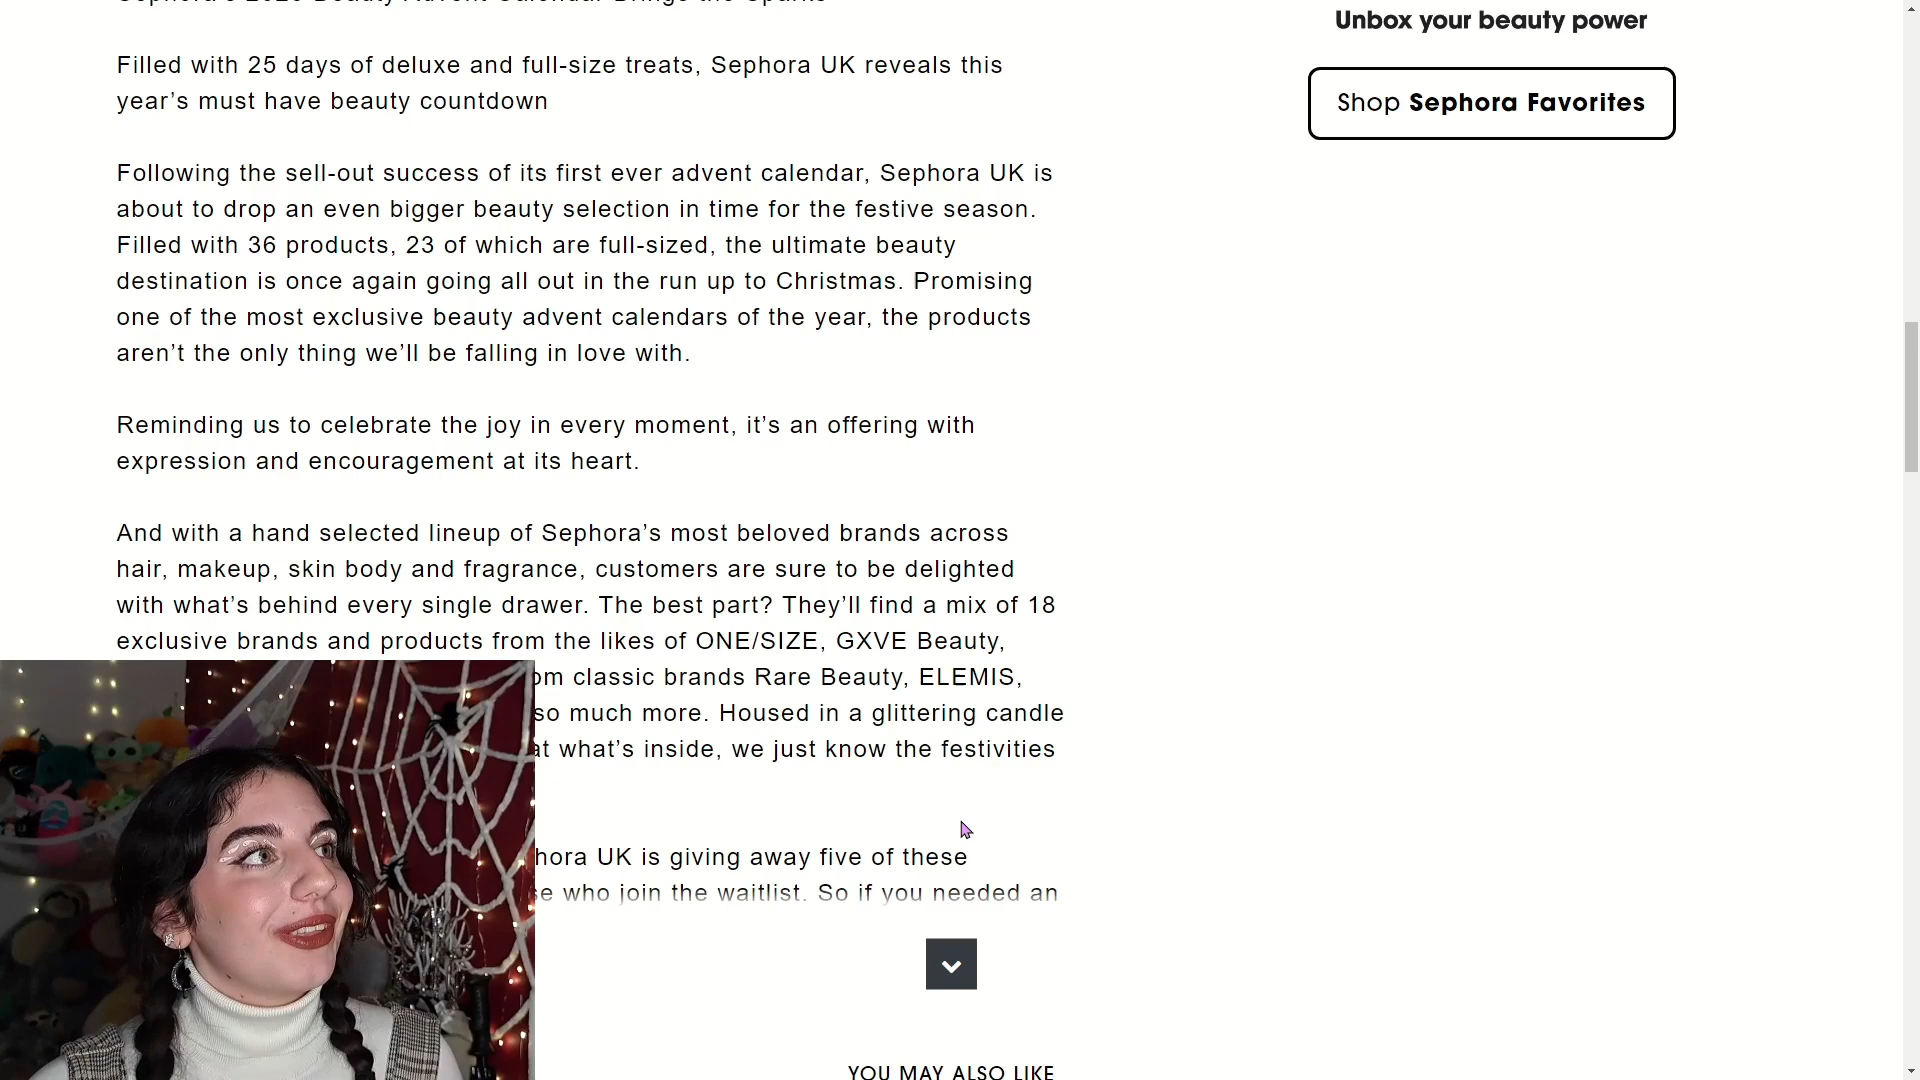 Filled with 25 days of deluxe and full-size treats, Sephora UK reveals this
year’s must have beauty countdown
Following the sell-out success of its first ever advent calendar, Sephora UK is
about to drop an even bigger beauty selection in time for the festive season.
Filled with 36 products, 23 of which are full-sized, the ultimate beauty
destination is once again going all out in the run up to Christmas. Promising
one of the most exclusive beauty advent calendars of the year, the products
aren’t the only thing we’ll be falling in love with.
Reminding us to celebrate the joy in every moment, it’s an offering with
expression and encouragement at its heart.
And with a hand selected lineup of Sephora’s most beloved brands across
hair, makeup, skin body and fragrance, customers are sure to be delighted
with what’s behind every single drawer. The best part? They’ll find a mix of 18
exclusive brands and products from the likes of ONE/SIZE, GXVE Beauty,
om classic brands Rare Beauty, ELEMIS,
so much more. Housed in a glittering candle
at what’s inside, we just know the festivities
hora UK is giving away five of these
se who join the waitlist. So if you needed an
YOU MAY ALSO LIKE
Unbox your beauty power
Shop Sephora Favorites